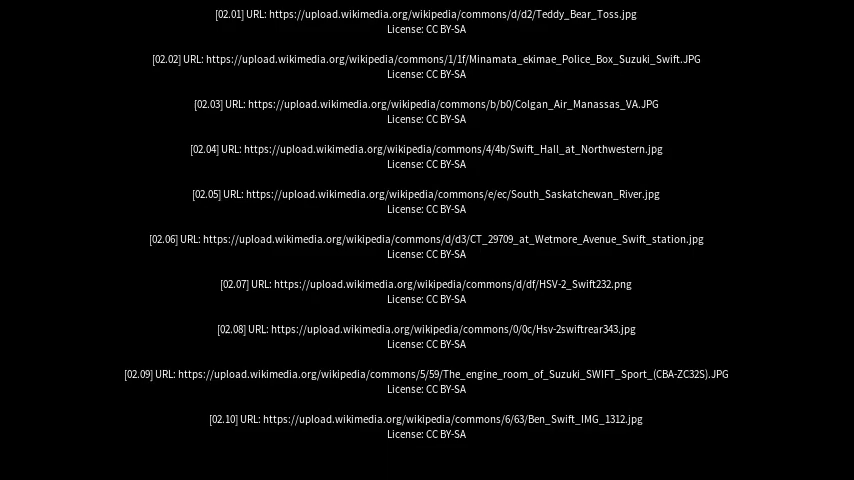 [02.01] URL: https://upload.wikimedia.org/wikipedia/commons/d/d2/Teddy_Bear_Toss.jpg
License: CC BY-SA
[02.02] URL: https://upload.wikimedia.org/wikipedia/commons/1/1f/Minamata_ekimae_Police_Box_Suzuki_Swift.JPG
License: CC BY-SA
[02.03] URL: https://upload.wikimedia.org/wikipedia/commons/b/b0/Colgan_Air_Manassas_VA.JPG
License: CC BY-SA
[02.04] URL: https://upload.wikimedia.org/wikipedia/commons/4/4b/Swift_Hall_at_Northwestern.jpg
License: CC BY-SA
[02.05] URL: https://upload.wikimedia.org/wikipedia/commons/e/ec/South_Saskatchewan_River.jpg
License: CC BY-SA
[02.06] URL: https://upload.wikimedia.org/wikipedia/commons/d/d3/CT_29709_at_Wetmore_Avenue_Swift_station.jpg
License: CC BY-SA
[02.07] URL: https://upload.wikimedia.org/wikipedia/commons/d/df/HSV-2_Swift232.png
License: CC BY-SA
[02.08] URL: https://upload.wikimedia.org/wikipedia/commons/0/0c/Hsv-2swiftrear343.jpg
License: CC BY-SA
[02.09] URL: https://upload.wikimedia.org/wikipedia/commons/5/59/The_engine_room_of_Suzuki_SWIFT_Sport_(CBA-ZC32S).JPG
License: CC BY-SA
[02.10] URL: https://upload.wikimedia.org/wikipedia/commons/6/63/Ben_Swift_IMG_1312.jpg
License: CC BY-SA